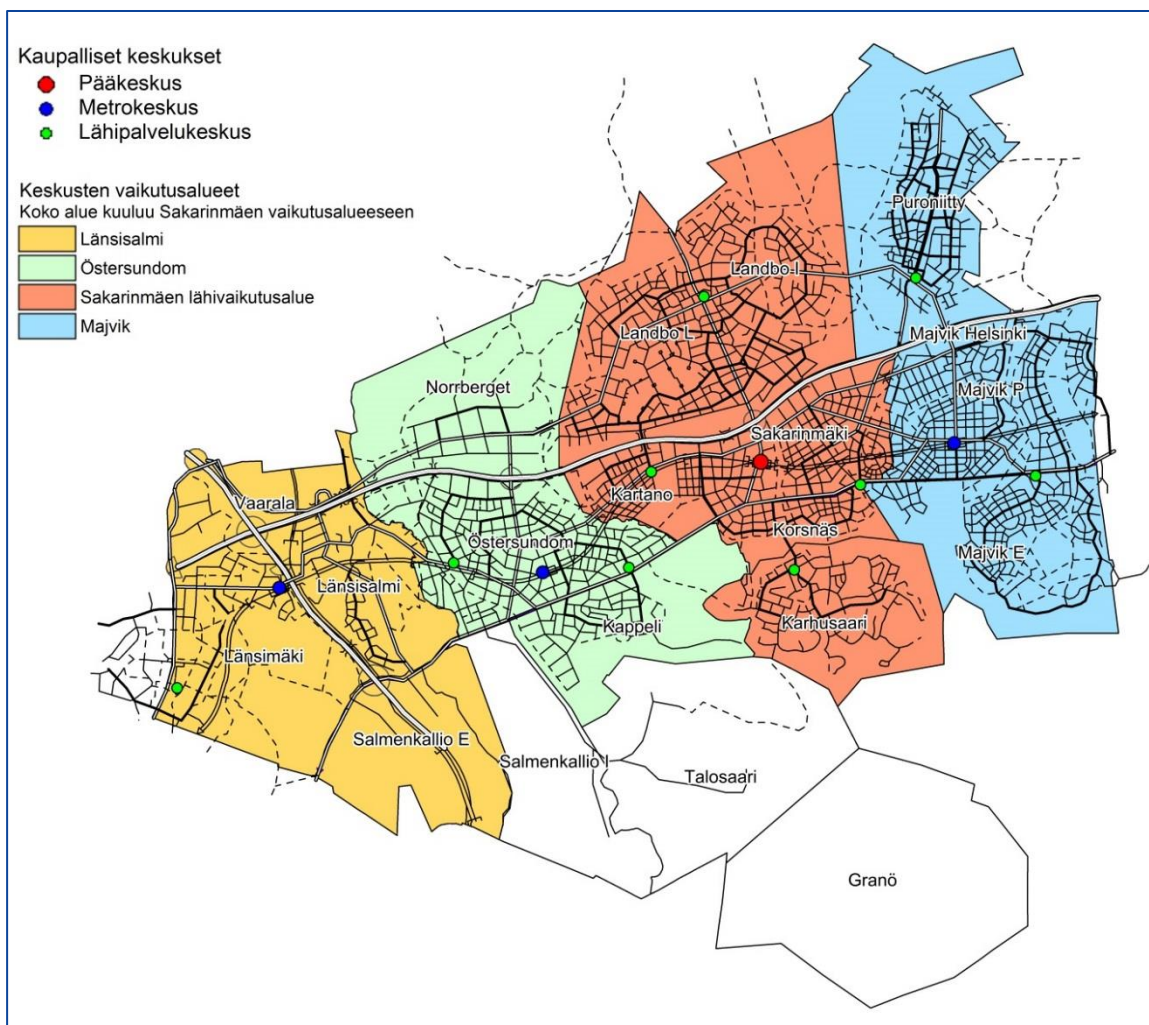 Kaupalliset keskukset
Pääkeskus
Metrokeskus
Lähipalvelukeskus
Keskusten vaikutusalueet
Koko alue kuuluu Sakarinmäen vaikutusalueeseen
Länsisalmi
Östersundom
Sakarinmäen lähivaikutusalue
Majvik
Puroniitty
Landbo I
Landbo L
Majvik Helsinki
Norrberget
Majvik P
Sakarinmäki
Kartano
Vaarala
Korsnäs
Östersundom
Majvik E
Länsisalmi
Kappeli
Karhusaari
Länsimäki
Salmenkallio E
Salmenkallio I
Talosaari
Granö